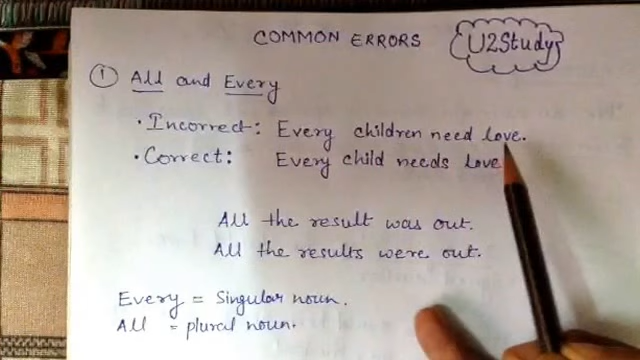 COMMON ERRORS
U2Study
① All and Every
• Incorrect: Every children need love.
• Correct: Every child needs love
All the result was out.
All the results were out.
Every = Singular noun.
All = plural noun.